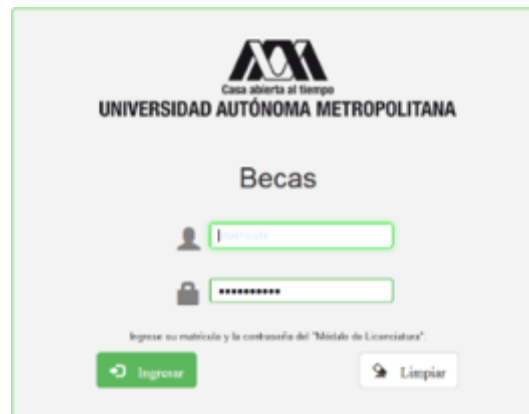 Casa abierta al tiempo
UNIVERSIDAD AUTÓNOMA METROPOLITANA
Becas
Matrícula
••••••••••
Ingrese su matrícula y la contraseña del "Módulo de Licenciatura".
Ingresar
Limpiar